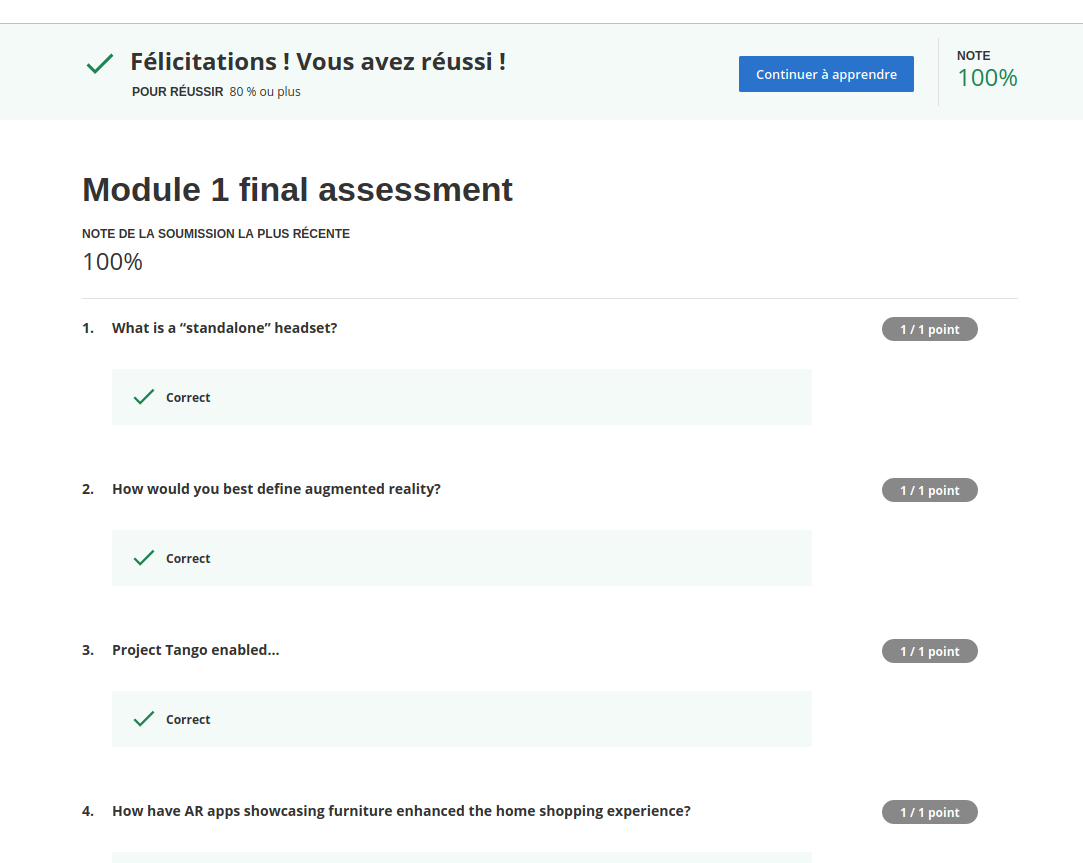 Félicitations ! Vous avez réussi !
POUR RÉUSSIR 80 % ou plus
Continuer à apprendre
NOTE
100%
Module 1 final assessment
NOTE DE LA SOUMISSION LA PLUS RÉCENTE
100%
1. What is a “standalone” headset?
1 / 1 point
Correct
2. How would you best define augmented reality?
1 / 1 point
Correct
3. Project Tango enabled...
1 / 1 point
Correct
4. How have AR apps showcasing furniture enhanced the home shopping experience?
1 / 1 point